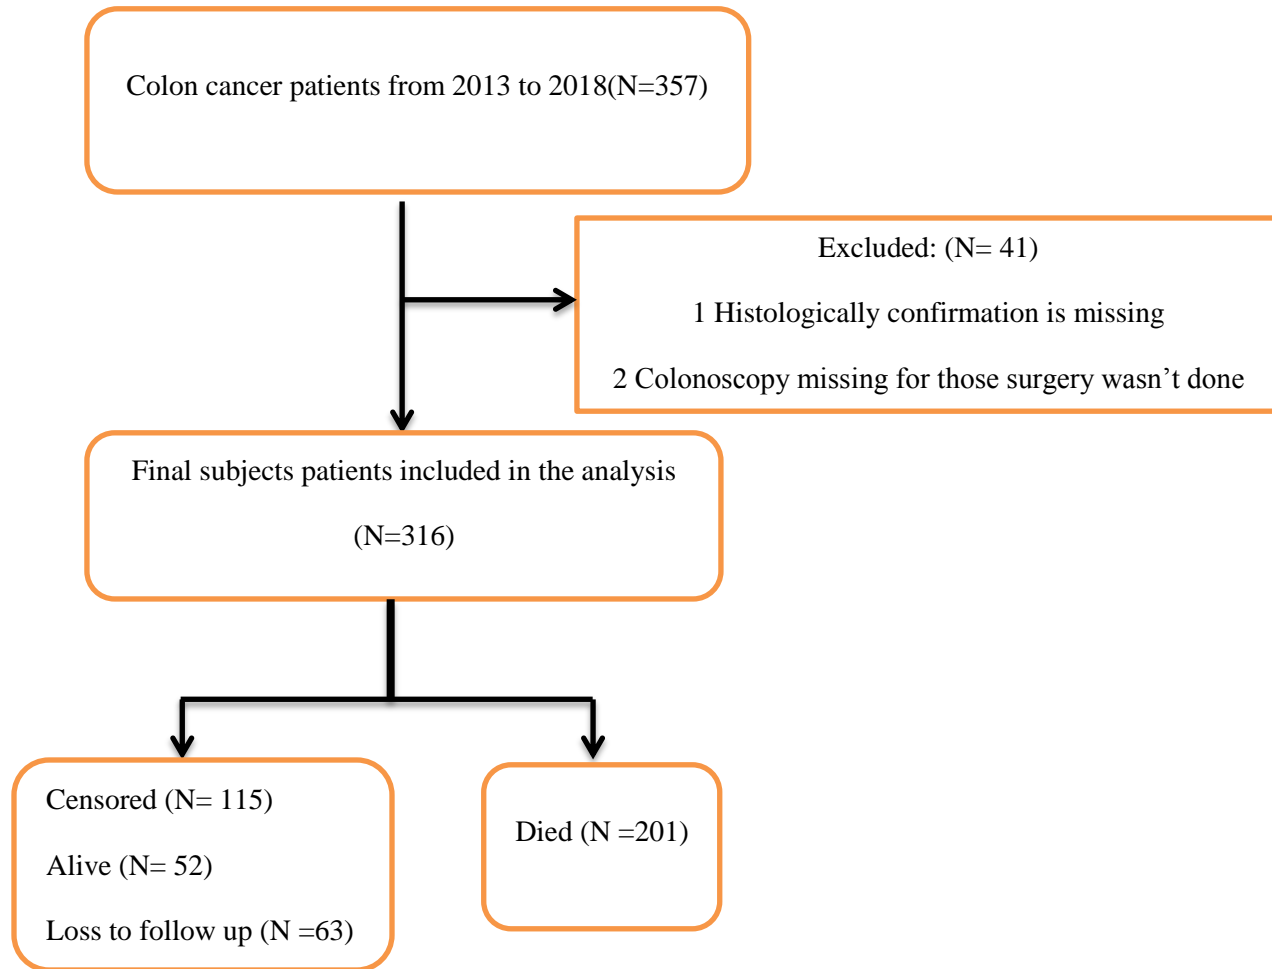 Colon cancer patients from 2013 to 2018(N=357)
Excluded: (N= 41)
1 Histologically confirmation is missing
2 Colonoscopy missing for those surgery wasn’t done
Final subjects patients included in the analysis
(N=316)
Censored (N= 115)
Alive (N= 52)
Loss to follow up (N =63)
Died (N =201)